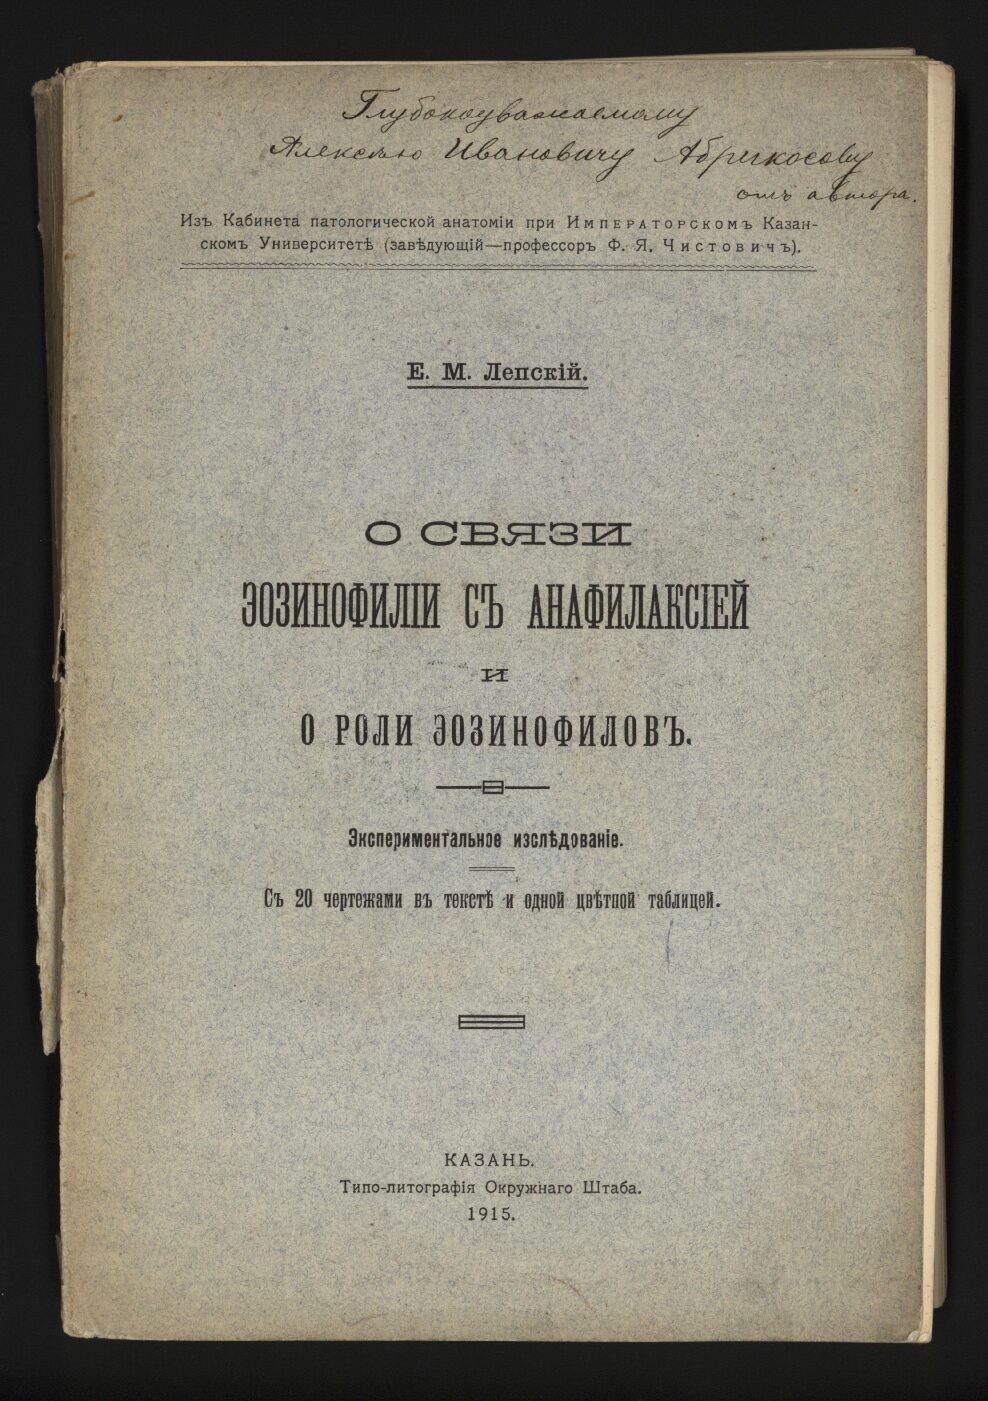 Глубокоуважаемому
Алексѣю Ивановичу Абрикосову
отъ автора.
Изъ Кабинета патологической анатоміи при Императорскомъ Казан-
скомъ Университетѣ (завѣдующій—профессоръ Ф. Я. Чистовичъ).
Е. М. Лепскій.
О СВЯЗИ
ЭОЗИНОФИЛІИ СЪ АНАФИЛАКСІЕЙ
И
О РОЛИ ЭОЗИНОФИЛОВЪ.
Экспериментальное изслѣдованіе.
Съ 20 чертежами въ текстѣ и одной цвѣтной таблицей.
КАЗАНЬ.
Типо-литографія Окружнаго Штаба.
1915.